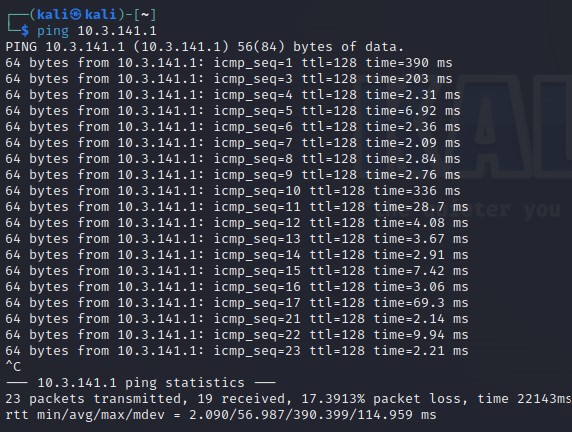 ┌──(kali㉿kali)-[~]
└─$ ping 10.3.141.1
PING 10.3.141.1 (10.3.141.1) 56(84) bytes of data.
64 bytes from 10.3.141.1: icmp_seq=1 ttl=128 time=390 ms
64 bytes from 10.3.141.1: icmp_seq=3 ttl=128 time=203 ms
64 bytes from 10.3.141.1: icmp_seq=4 ttl=128 time=2.31 ms
64 bytes from 10.3.141.1: icmp_seq=5 ttl=128 time=6.92 ms
64 bytes from 10.3.141.1: icmp_seq=6 ttl=128 time=2.36 ms
64 bytes from 10.3.141.1: icmp_seq=7 ttl=128 time=2.09 ms
64 bytes from 10.3.141.1: icmp_seq=8 ttl=128 time=2.84 ms
64 bytes from 10.3.141.1: icmp_seq=9 ttl=128 time=2.76 ms
64 bytes from 10.3.141.1: icmp_seq=10 ttl=128 time=336 ms
64 bytes from 10.3.141.1: icmp_seq=11 ttl=128 time=28.7 ms
64 bytes from 10.3.141.1: icmp_seq=12 ttl=128 time=4.08 ms
64 bytes from 10.3.141.1: icmp_seq=13 ttl=128 time=3.67 ms
64 bytes from 10.3.141.1: icmp_seq=14 ttl=128 time=2.91 ms
64 bytes from 10.3.141.1: icmp_seq=15 ttl=128 time=7.42 ms
64 bytes from 10.3.141.1: icmp_seq=16 ttl=128 time=3.06 ms
64 bytes from 10.3.141.1: icmp_seq=17 ttl=128 time=69.3 ms
64 bytes from 10.3.141.1: icmp_seq=21 ttl=128 time=2.14 ms
64 bytes from 10.3.141.1: icmp_seq=22 ttl=128 time=9.94 ms
64 bytes from 10.3.141.1: icmp_seq=23 ttl=128 time=2.21 ms
^C
--- 10.3.141.1 ping statistics ---
23 packets transmitted, 19 received, 17.3913% packet loss, time 22143ms
rtt min/avg/max/mdev = 2.090/56.987/390.399/114.959 ms